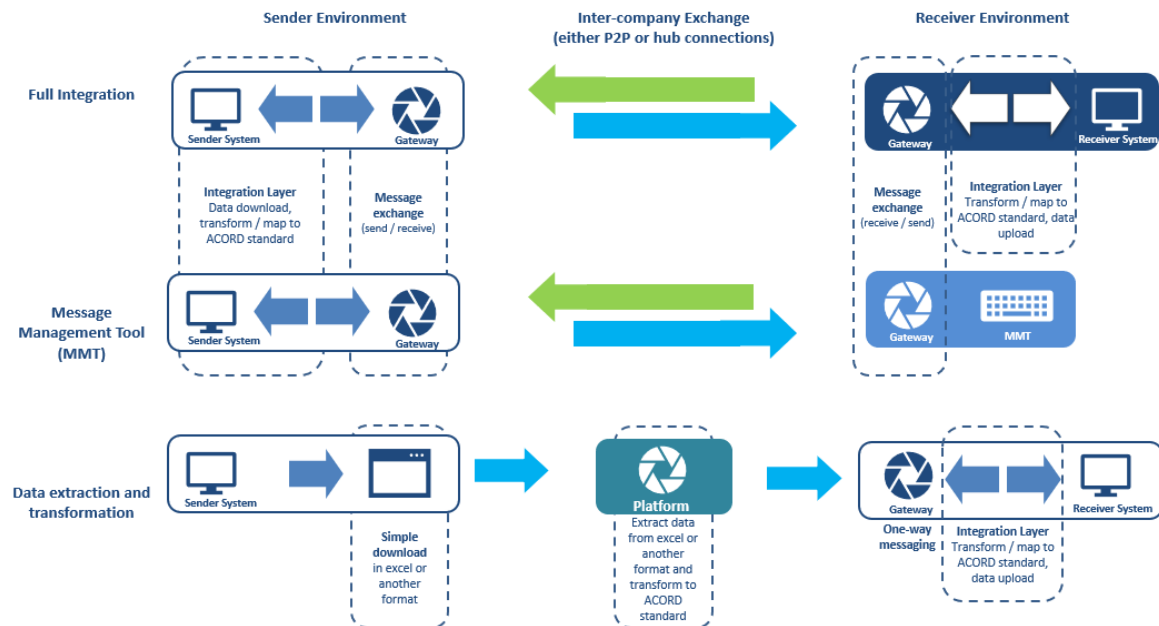 Sender Environment
Inter-company Exchange
(either P2P or hub connections)
Receiver Environment
Full Integration
Sender System
Gateway
Gateway
Receiver System
Integration Layer
Data download,
transform / map to
ACORD standard
Message
exchange
(send / receive)
Message
exchange
(receive / send)
Integration Layer
Transform / map to
ACORD standard, data
upload
Message
Management Tool
(MMT)
Sender System
Gateway
Gateway
MMT
Data extraction and
transformation
Sender System
Simple
download
in excel or
another
format
Platform
Extract data
from excel or
another
format and
transform to
ACORD
standard
Gateway
One-way
messaging
Receiver System
Integration Layer
Transform / map to
ACORD standard,
data upload